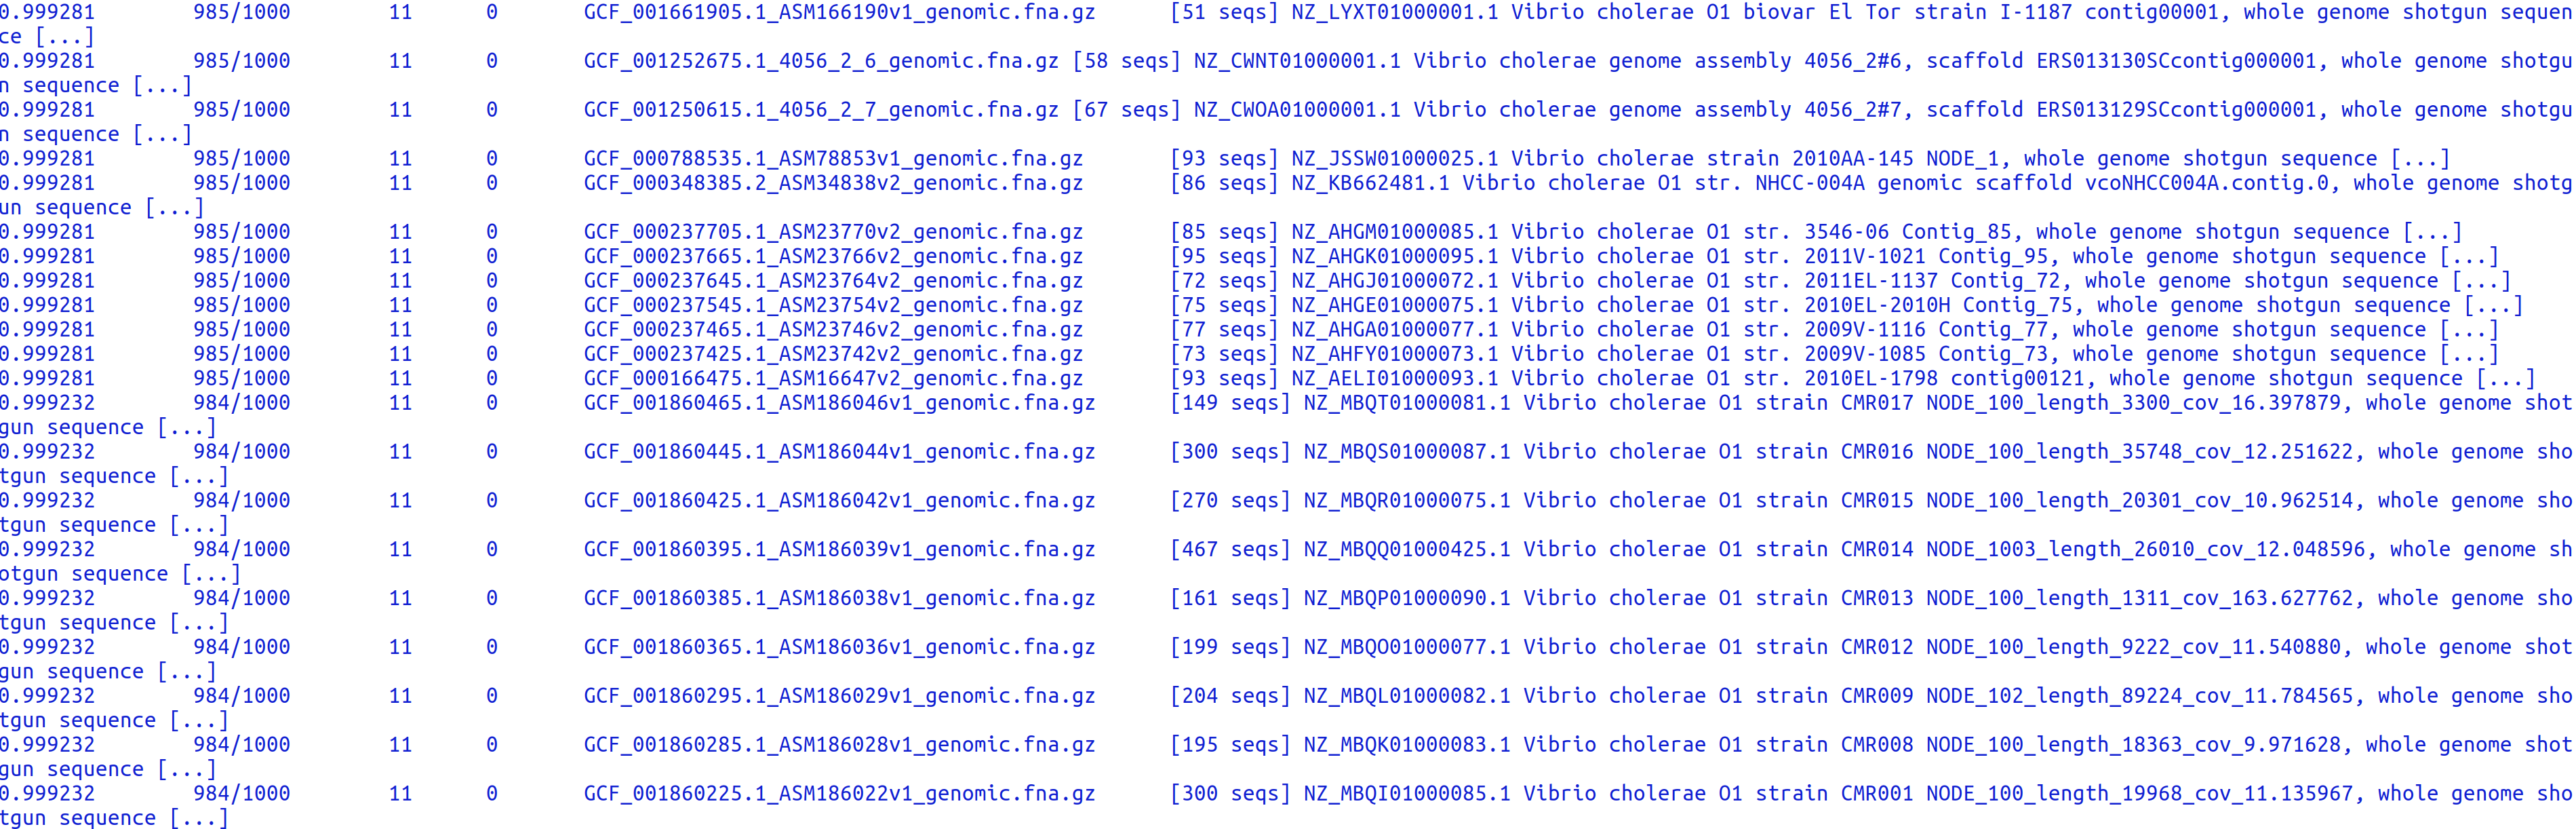 0.999281 985/1000 11 0 GCF_001661905.1_ASM166190v1_genomic.fna.gz [51 seqs] NZ_LYXT01000001.1 Vibrio cholerae O1 biovar El Tor strain I-1187 contig00001, whole genome shotgun sequen
ce [...]
0.999281 985/1000 11 0 GCF_001252675.1_4056_2_6_genomic.fna.gz [58 seqs] NZ_CWNT01000001.1 Vibrio cholerae genome assembly 4056_2#6, scaffold ERS013130SCcontig000001, whole genome shotgu
n sequence [...]
0.999281 985/1000 11 0 GCF_001250615.1_4056_2_7_genomic.fna.gz [67 seqs] NZ_CWOA01000001.1 Vibrio cholerae genome assembly 4056_2#7, scaffold ERS013129SCcontig000001, whole genome shotgu
n sequence [...]
0.999281 985/1000 11 0 GCF_000788535.1_ASM78853v1_genomic.fna.gz [93 seqs] NZ_JSSW01000025.1 Vibrio cholerae strain 2010AA-145 NODE_1, whole genome shotgun sequence [...]
0.999281 985/1000 11 0 GCF_000348385.2_ASM34838v2_genomic.fna.gz [86 seqs] NZ_KB662481.1 Vibrio cholerae O1 str. NHCC-004A genomic scaffold vcoNHCC004A.contig.0, whole genome shotg
un sequence [...]
0.999281 985/1000 11 0 GCF_000237705.1_ASM23770v2_genomic.fna.gz [85 seqs] NZ_AHGM01000085.1 Vibrio cholerae O1 str. 3546-06 Contig_85, whole genome shotgun sequence [...]
0.999281 985/1000 11 0 GCF_000237665.1_ASM23766v2_genomic.fna.gz [95 seqs] NZ_AHGK01000095.1 Vibrio cholerae O1 str. 2011V-1021 Contig_95, whole genome shotgun sequence [...]
0.999281 985/1000 11 0 GCF_000237645.1_ASM23764v2_genomic.fna.gz [72 seqs] NZ_AHGJ01000072.1 Vibrio cholerae O1 str. 2011EL-1137 Contig_72, whole genome shotgun sequence [...]
0.999281 985/1000 11 0 GCF_000237545.1_ASM23754v2_genomic.fna.gz [75 seqs] NZ_AHGE01000075.1 Vibrio cholerae O1 str. 2010EL-2010H Contig_75, whole genome shotgun sequence [...]
0.999281 985/1000 11 0 GCF_000237465.1_ASM23746v2_genomic.fna.gz [77 seqs] NZ_AHGA01000077.1 Vibrio cholerae O1 str. 2009V-1116 Contig_77, whole genome shotgun sequence [...]
0.999281 985/1000 11 0 GCF_000237425.1_ASM23742v2_genomic.fna.gz [73 seqs] NZ_AHFY01000073.1 Vibrio cholerae O1 str. 2009V-1085 Contig_73, whole genome shotgun sequence [...]
0.999281 985/1000 11 0 GCF_000166475.1_ASM16647v2_genomic.fna.gz [93 seqs] NZ_AELI01000093.1 Vibrio cholerae O1 str. 2010EL-1798 contig00121, whole genome shotgun sequence [...]
0.999232 984/1000 11 0 GCF_001860465.1_ASM186046v1_genomic.fna.gz [149 seqs] NZ_MBQT01000081.1 Vibrio cholerae O1 strain CMR017 NODE_100_length_3300_cov_16.397879, whole genome shot
gun sequence [...]
0.999232 984/1000 11 0 GCF_001860445.1_ASM186044v1_genomic.fna.gz [300 seqs] NZ_MBQS01000087.1 Vibrio cholerae O1 strain CMR016 NODE_100_length_35748_cov_12.251622, whole genome sho
tgun sequence [...]
0.999232 984/1000 11 0 GCF_001860425.1_ASM186042v1_genomic.fna.gz [270 seqs] NZ_MBQR01000075.1 Vibrio cholerae O1 strain CMR015 NODE_100_length_20301_cov_10.962514, whole genome sho
tgun sequence [...]
0.999232 984/1000 11 0 GCF_001860395.1_ASM186039v1_genomic.fna.gz [467 seqs] NZ_MBQQ01000425.1 Vibrio cholerae O1 strain CMR014 NODE_1003_length_26010_cov_12.048596, whole genome sh
otgun sequence [...]
0.999232 984/1000 11 0 GCF_001860385.1_ASM186038v1_genomic.fna.gz [161 seqs] NZ_MBQP01000090.1 Vibrio cholerae O1 strain CMR013 NODE_100_length_1311_cov_163.627762, whole genome sho
tgun sequence [...]
0.999232 984/1000 11 0 GCF_001860365.1_ASM186036v1_genomic.fna.gz [199 seqs] NZ_MBQO01000077.1 Vibrio cholerae O1 strain CMR012 NODE_100_length_9222_cov_11.540880, whole genome shot
gun sequence [...]
0.999232 984/1000 11 0 GCF_001860295.1_ASM186029v1_genomic.fna.gz [204 seqs] NZ_MBQL01000082.1 Vibrio cholerae O1 strain CMR009 NODE_102_length_89224_cov_11.784565, whole genome sho
tgun sequence [...]
0.999232 984/1000 11 0 GCF_001860285.1_ASM186028v1_genomic.fna.gz [195 seqs] NZ_MBQK01000083.1 Vibrio cholerae O1 strain CMR008 NODE_100_length_18363_cov_9.971628, whole genome shot
gun sequence [...]
0.999232 984/1000 11 0 GCF_001860225.1_ASM186022v1_genomic.fna.gz [300 seqs] NZ_MBQI01000085.1 Vibrio cholerae O1 strain CMR001 NODE_100_length_19968_cov_11.135967, whole genome sho
tgun sequence [...]